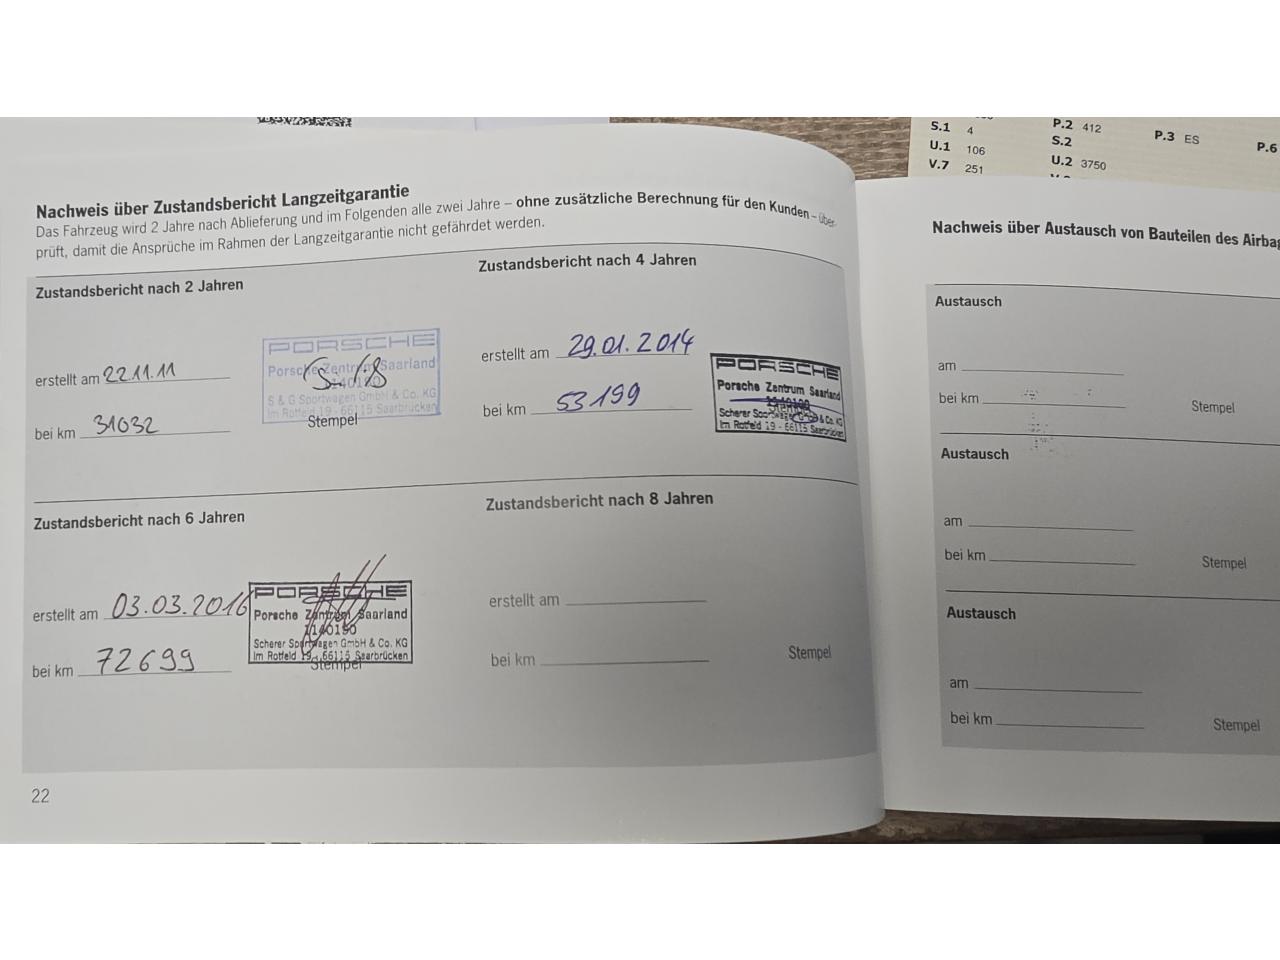 S.1 4
U.1 106
V.7 251
P.2 412
S.2
U.2 3750
P.3 ES
P.6
Nachweis über Zustandsbericht Langzeitgarantie
Das Fahrzeug wird 2 Jahre nach Ablieferung und im Folgenden alle zwei Jahre – ohne zusätzliche Berechnung für den Kunden – über-
prüft, damit die Ansprüche im Rahmen der Langzeitgarantie nicht gefährdet werden.
Zustandsbericht nach 2 Jahren
erstellt am 22.11.11
bei km 31032
PORSCHE
Porsche Zentrum Saarland
1140190
S & G Sportwagen GmbH & Co. KG
Im Rotfeld 19 - 66115 Saarbrücken
Stempel
Zustandsbericht nach 4 Jahren
erstellt am 29.01.2014
bei km 53199
PORSCHE
Porsche Zentrum Saarland
1140190
Stempel
Scherer Sportwagen GmbH & Co. KG
Im Rotfeld 19 - 66115 Saarbrücken
Zustandsbericht nach 6 Jahren
erstellt am 03.03.2016
bei km 72699
PORSCHE
Porsche Zentrum Saarland
1140190
Scherer Sportwagen GmbH & Co. KG
Im Rotfeld 19 - 66115 Saarbrücken
Stempel
Zustandsbericht nach 8 Jahren
erstellt am
bei km
Stempel
22
Nachweis über Austausch von Bauteilen des Airbag
Austausch
am
bei km
Stempel
Austausch
am
bei km
Stempel
Austausch
am
bei km
Stempel